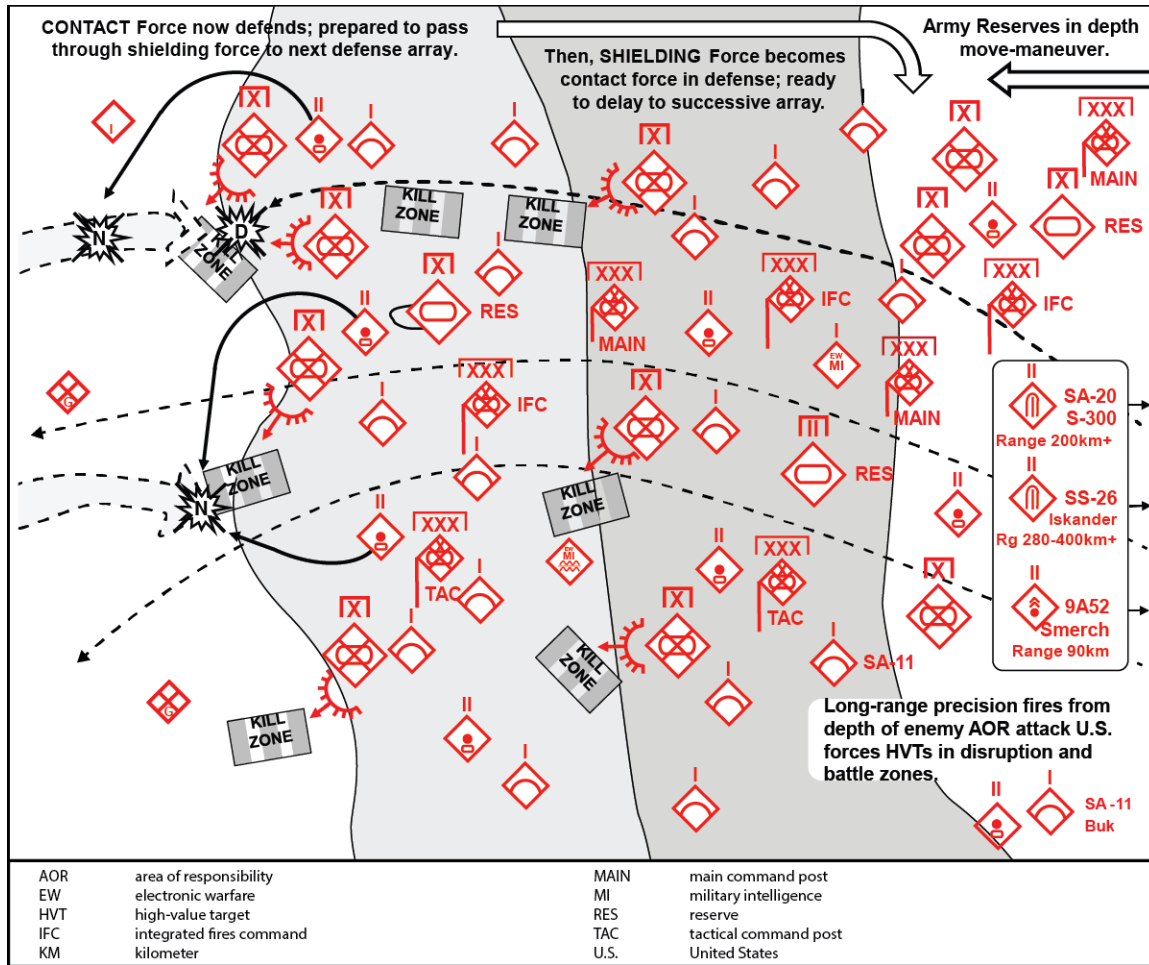 CONTACT Force now defends; prepared to pass
through shielding force to next defense array.
Then, SHIELDING Force becomes
contact force in defense; ready
to delay to successive array.
Army Reserves in depth
move-maneuver.
I
X
II
I
I
X
I
I
I
X
II
X
XXX
MAIN
X
RES
N
D
KILL
ZONE
X
KILL
ZONE
KILL
ZONE
I
X
RES
X
II
XXX
MAIN
II
XXX
IFC
I
XXX
IFC
I
EW
MI
XXX
MAIN
G
I
XXX
IFC
I
X
I
II
RES
II
SA-20
S-300
Range 200km+
II
SS-26
Iskander
Rg 280-400km+
II
9A52
Smerch
Range 90km
N
KILL
ZONE
KILL
ZONE
II
XXX
TAC
I
EW
MI
II
XXX
TAC
II
X
G
X
I
KILL
ZONE
X
I
SA-11
KILL
ZONE
II
I
I
I
Long-range precision fires from
depth of enemy AOR attack U.S.
forces HVTs in disruption and
battle zones.
II
I
SA -11
Buk
AOR area of responsibility
EW electronic warfare
HVT high-value target
IFC integrated fires command
KM kilometer
MAIN main command post
MI military intelligence
RES reserve
TAC tactical command post
U.S. United States